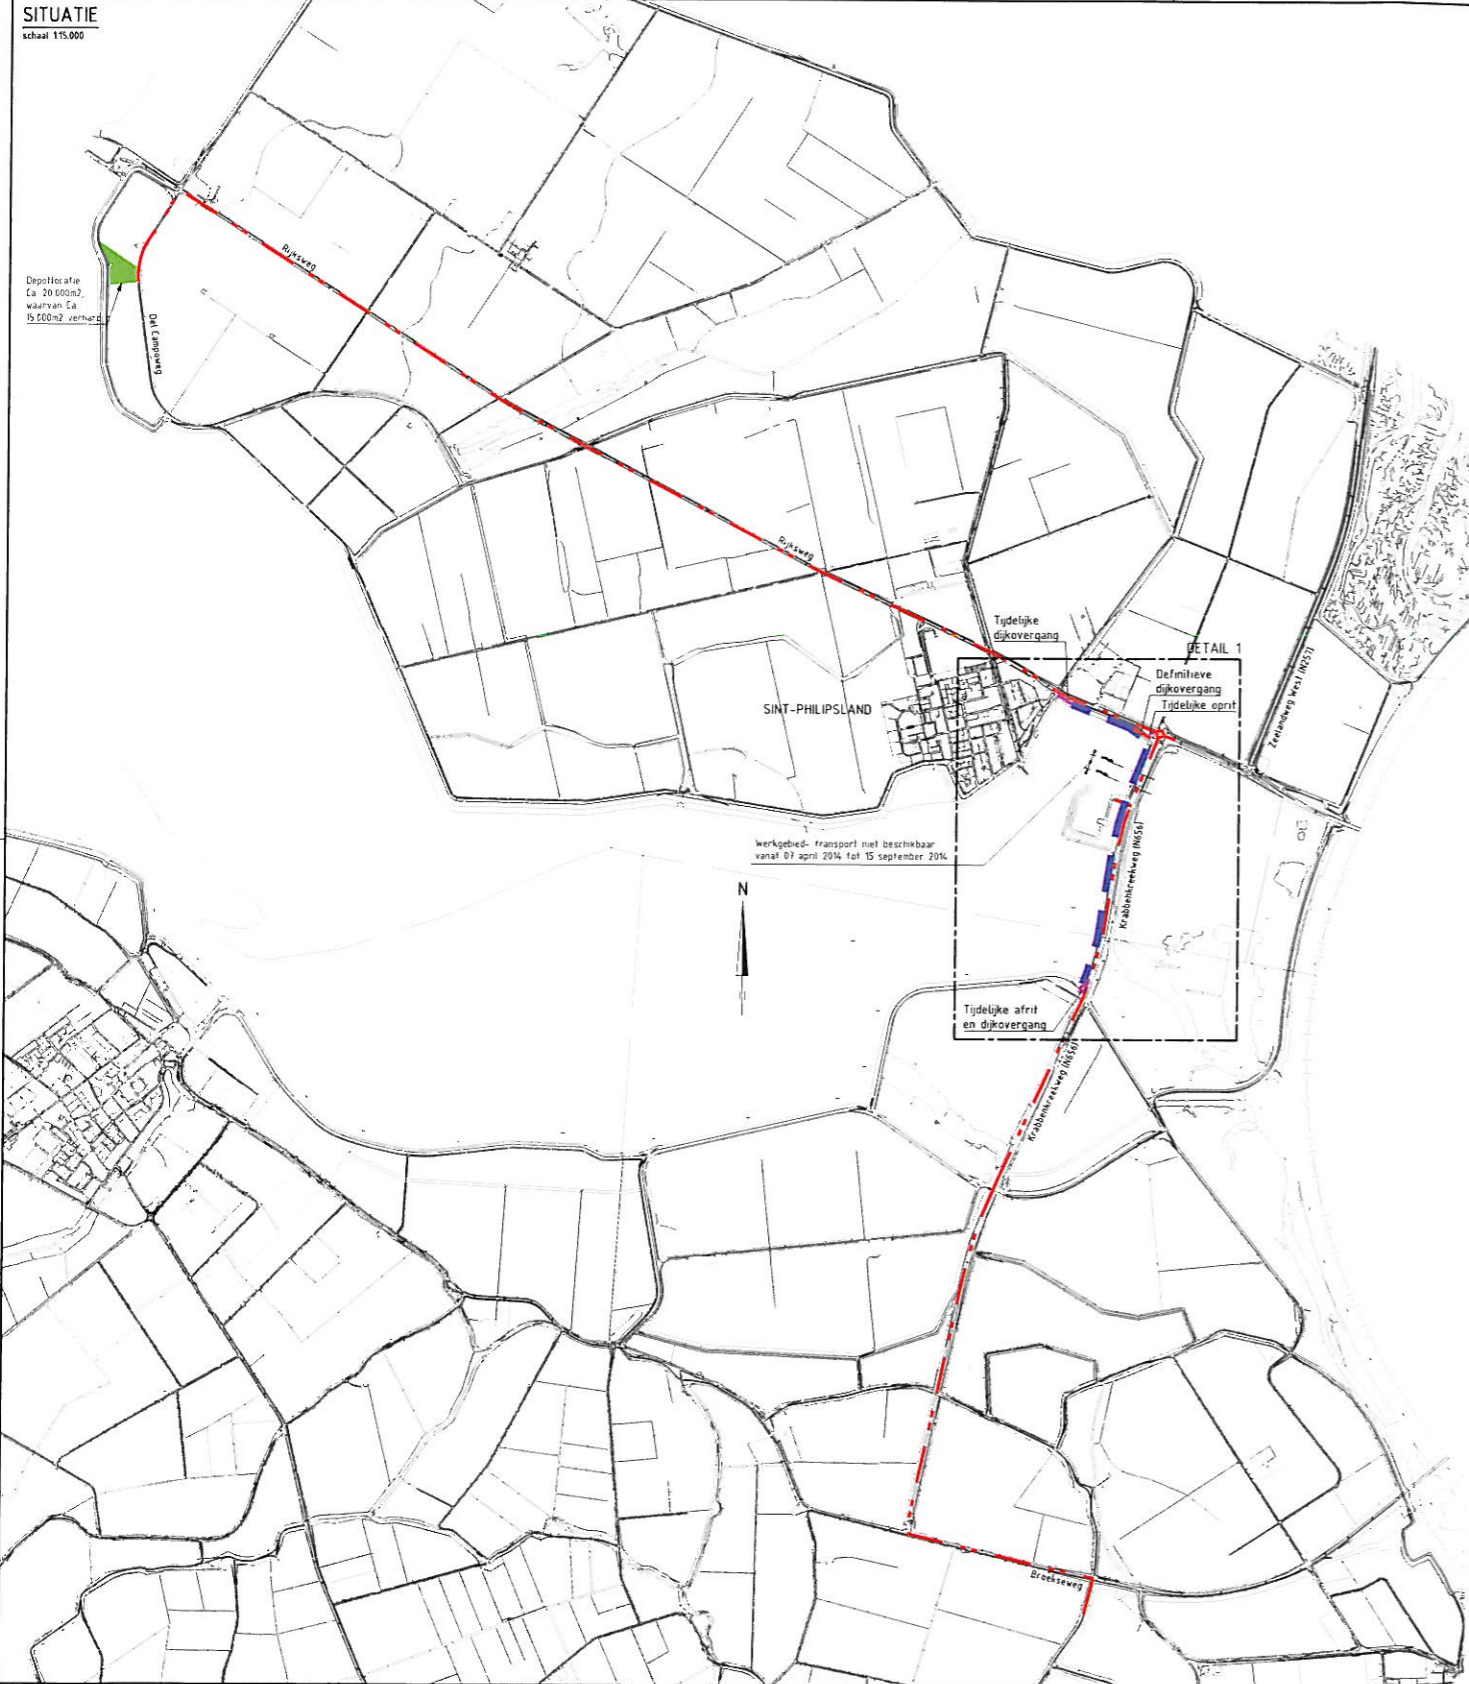 SITUATIE
schaal 1:15.000
Rijksweg
Depotlocatie
Ca 20.000m2,
waarvan Ca
15.000m2 verhard
Del Campoweg
Rijksweg
Tijdelijke
dijkovergang
DETAIL 1
Definitieve
dijkovergang
Tijdelijke oprit
Zeelandweg West (N257)
SINT-PHILIPSLAND
Werkgebied- transport niet beschikbaar
vanaf 07 april 2014 tot 15 september 2014
N
Krabbenkreekweg (N656)
Tijdelijke afrit
en dijkovergang
Krabbenkreekweg (N656)
Broekseweg